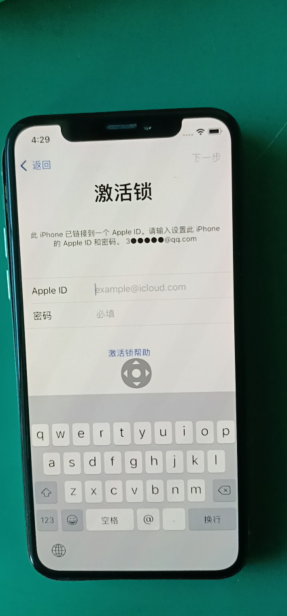 4:29
返回
下一步
激活锁
此 iPhone 已链接到一个 Apple ID，请输入设置此 iPhone
的 Apple ID 和密码。 3●●●●●@qq.com
Apple ID example@icloud.com
密码 必填
激活锁帮助
q w e r t y u i o p
a s d f g h j k l
z x c v b n m
123 空格 @ . 换行